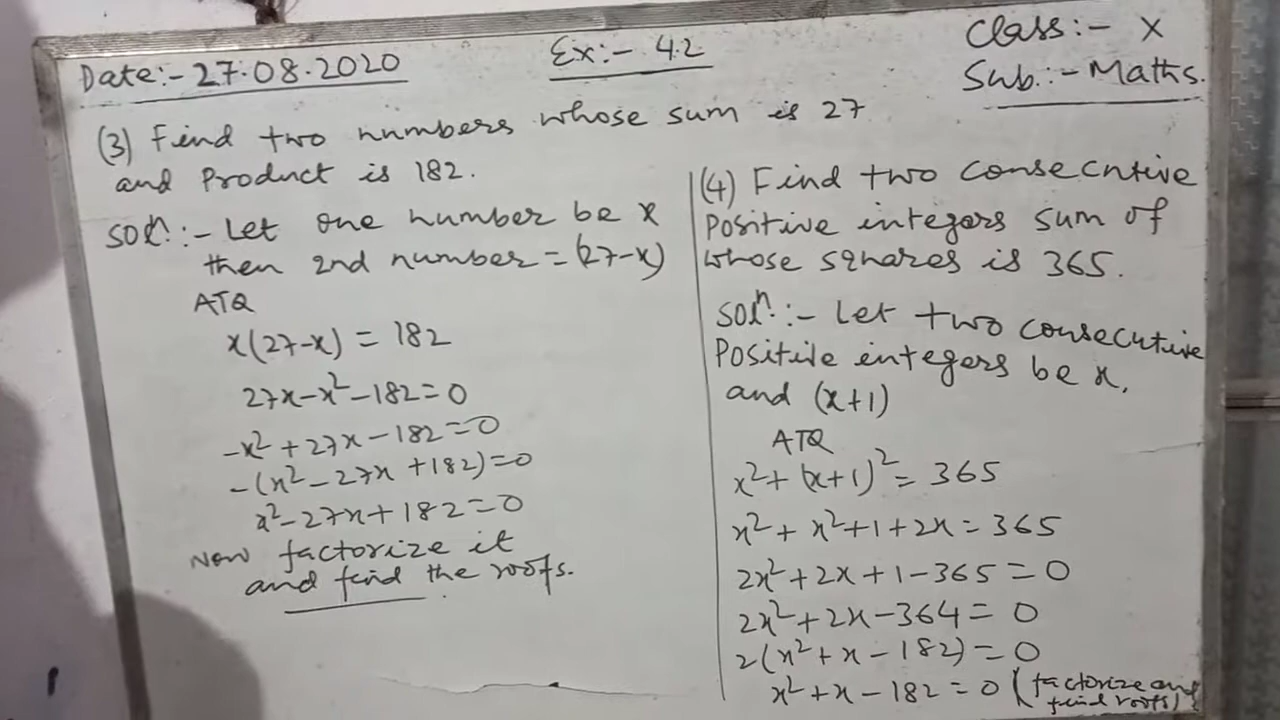 Date:- 27.08.2020
Ex:- 4.2
Class:- X
Sub.:- Maths.
(3) Find two numbers whose sum is 27
and Product is 182.
Solⁿ:- Let one number be x
then 2nd number = (27-x)
ATQ
x(27-x) = 182
27x-x²-182=0
-x²+27x-182=0
-(x²-27x+182)=0
x²-27x+182=0
Now factorize it
and find the roots.
(4) Find two consecutive
Positive integers sum of
whose squares is 365.
Solⁿ:- Let two consecutive
Positive integers be x,
and (x+1)
ATQ
x²+(x+1)²=365
x²+x²+1+2x=365
2x²+2x+1-365=0
2x²+2x-364=0
2(x²+x-182)=0
x²+x-182=0 (factorize and
find roots)